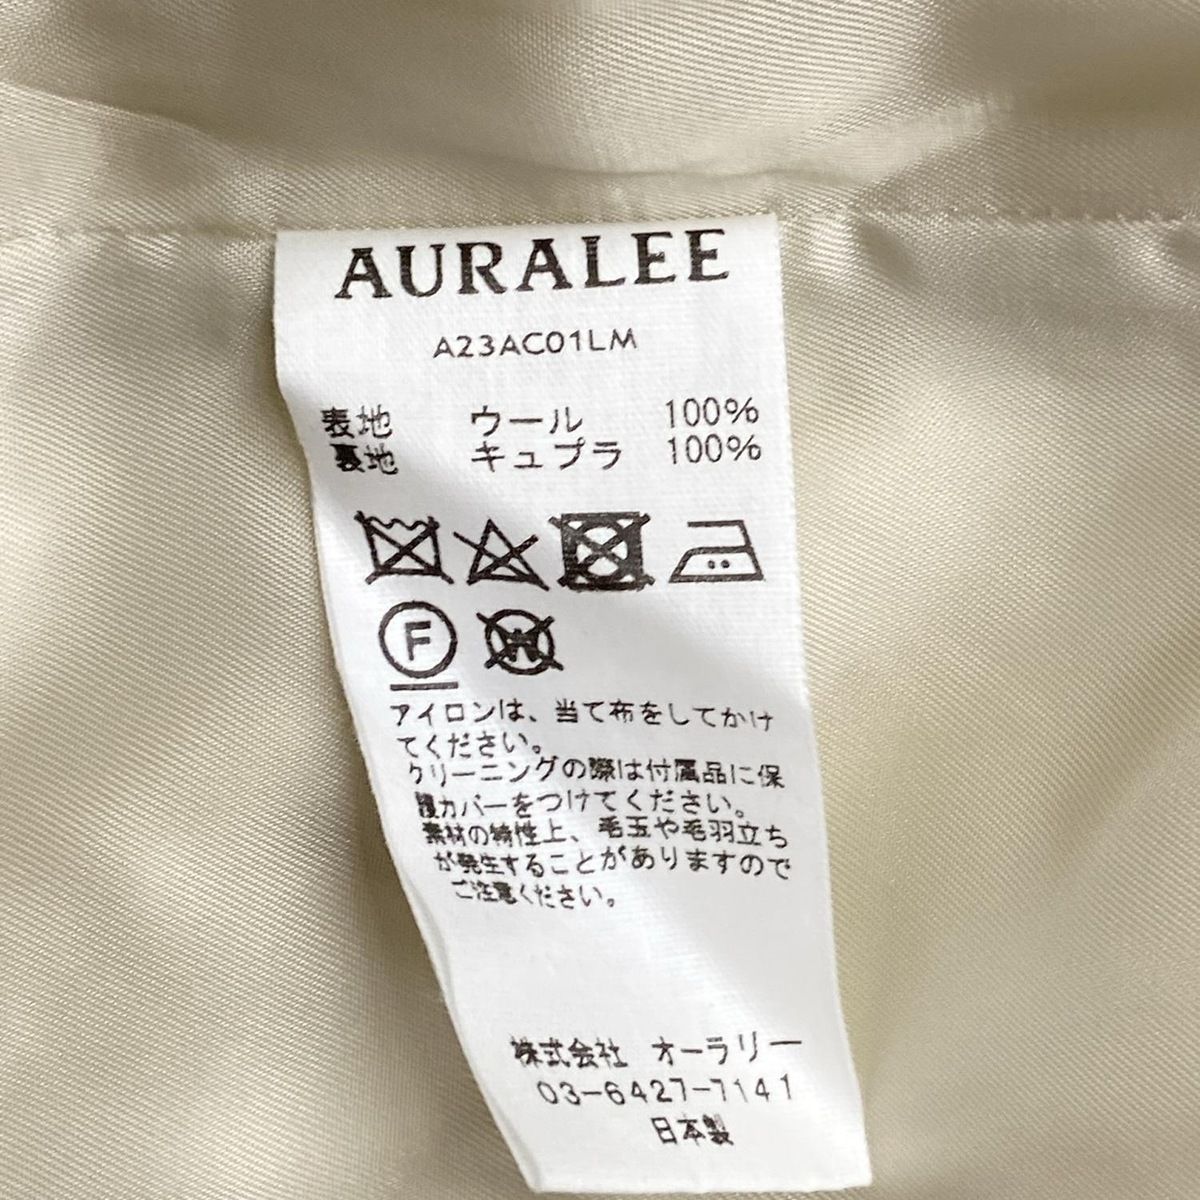 AURALEE
A23AC01LM
表地 ウール 100%
裏地 キュプラ 100%
F
W
アイロンは、当て布をしてかけ
てください。
クリーニングの際は付属品に保
護カバーをつけてください。
素材の特性上、毛玉や毛羽立ち
が発生することがありますので
ご注意ください。
株式会社 オーラリー
03-6427-7141
日本製